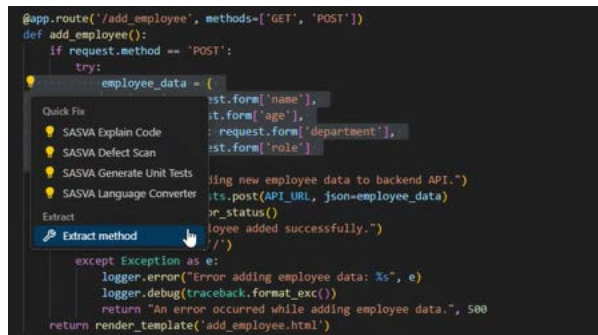 @app.route('/add_employee', methods=['GET', 'POST'])
def add_employee():
if request.method == 'POST':
try:
employee_data = {
est.form['name'],
est.form['age'],
: request.form['department'],
est.form['role']
Quick Fix
SASVA Explain Code
SASVA Defect Scan
SASVA Generate Unit Tests
SASVA Language Converter
Extract
Extract method
ding new employee data to backend API.")
sts.post(API_URL, json=employee_data)
or_status()
loyee added successfully.")
'/')
except Exception as e:
logger.error("Error adding employee data: %s", e)
logger.debug(traceback.format_exc())
return "An error occurred while adding employee data.", 500
return render_template('add_employee.html')